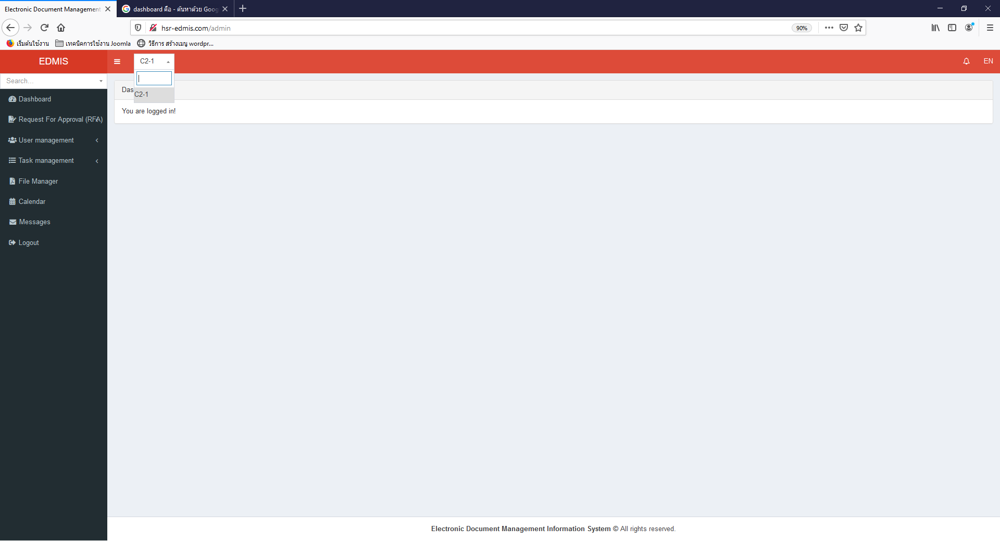 Electronic Document Management
dashboard คือ - ค้นหาด้วย Goog
hsr-edmis.com/admin
90%
เริ่มต้นใช้งาน
เทคนิคการใช้งาน Joomla
วิธีการ สร้างเมนู wordpr...
EDMIS
C2-1
EN
Search...
C2-1
Das
You are logged in!
Dashboard
Request For Approval (RFA)
User management
Task management
File Manager
Calendar
Messages
Logout
Electronic Document Management Information System © All rights reserved.